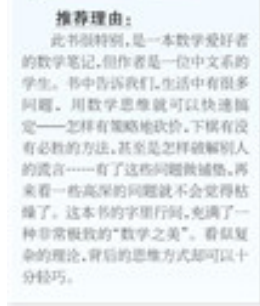 推荐理由：
此书很特别，是一本数学爱好者
的数学笔记，但作者是一位中文系的
学生。书中告诉我们，生活中有很多
问题，用数学思维就可以快速搞
定——怎样有策略地砍价，下棋有没
有必胜的方法，甚至是怎样破解别人
的谎言……有了这些问题做铺垫，再
来看一些高深的问题就不会觉得枯
燥了。这本书的字里行间，充满了一
种非常极致的“数学之美”。看似复
杂的理论，背后的思维方式却可以十
分轻巧。